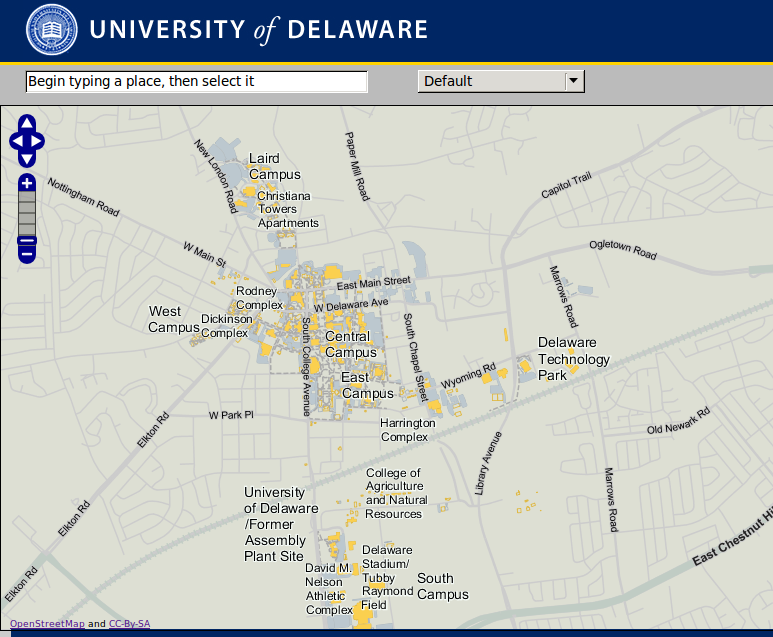 UNIVERSITY of DELAWARE
Begin typing a place, then select it
Default
Laird
Campus
Christiana
Towers
Apartments
New London Road
Paper Mill Road
Nottingham Road
Capitol Trail
W Main St
Ogletown Road
Marrows Road
East Main Street
Rodney
Complex
W Delaware Ave
West
Campus
Dickinson
Complex
South College Avenue
Central
Campus
South Chapel Street
Delaware
Technology
Park
East
Campus
Wyoming Rd
W Park Pl
Elkton Rd
Harrington
Complex
Old Newark Rd
Library Avenue
Marrows Road
College of
Agriculture
and Natural
Resources
University
of Delaware
/Former
Assembly
Plant Site
Elkton Rd
East Chestnut Hi
Delaware
Stadium/
Tubby
Raymond
Field
David M.
Nelson
Athletic
Complex
South
Campus
Elkton Rd
OpenStreetMap and CC-By-SA